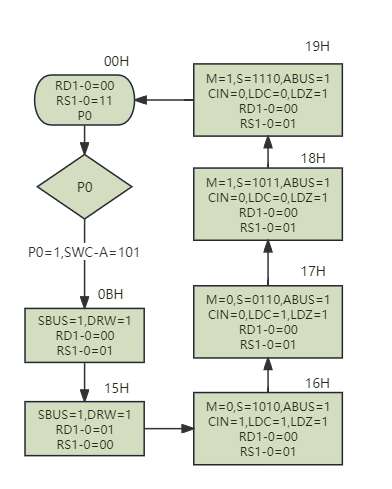 00H
RD1-0=00
RS1-0=11
P0
P0
P0=1,SWC-A=101
0BH
SBUS=1,DRW=1
RD1-0=00
RS1-0=01
15H
SBUS=1,DRW=1
RD1-0=01
RS1-0=00
16H
M=0,S=1010,ABUS=1
CIN=1,LDC=1,LDZ=1
RD1-0=00
RS1-0=01
17H
M=0,S=0110,ABUS=1
CIN=0,LDC=1,LDZ=1
RD1-0=00
RS1-0=01
18H
M=1,S=1011,ABUS=1
CIN=0,LDC=0,LDZ=1
RD1-0=00
RS1-0=01
19H
M=1,S=1110,ABUS=1
CIN=0,LDC=0,LDZ=1
RD1-0=00
RS1-0=01